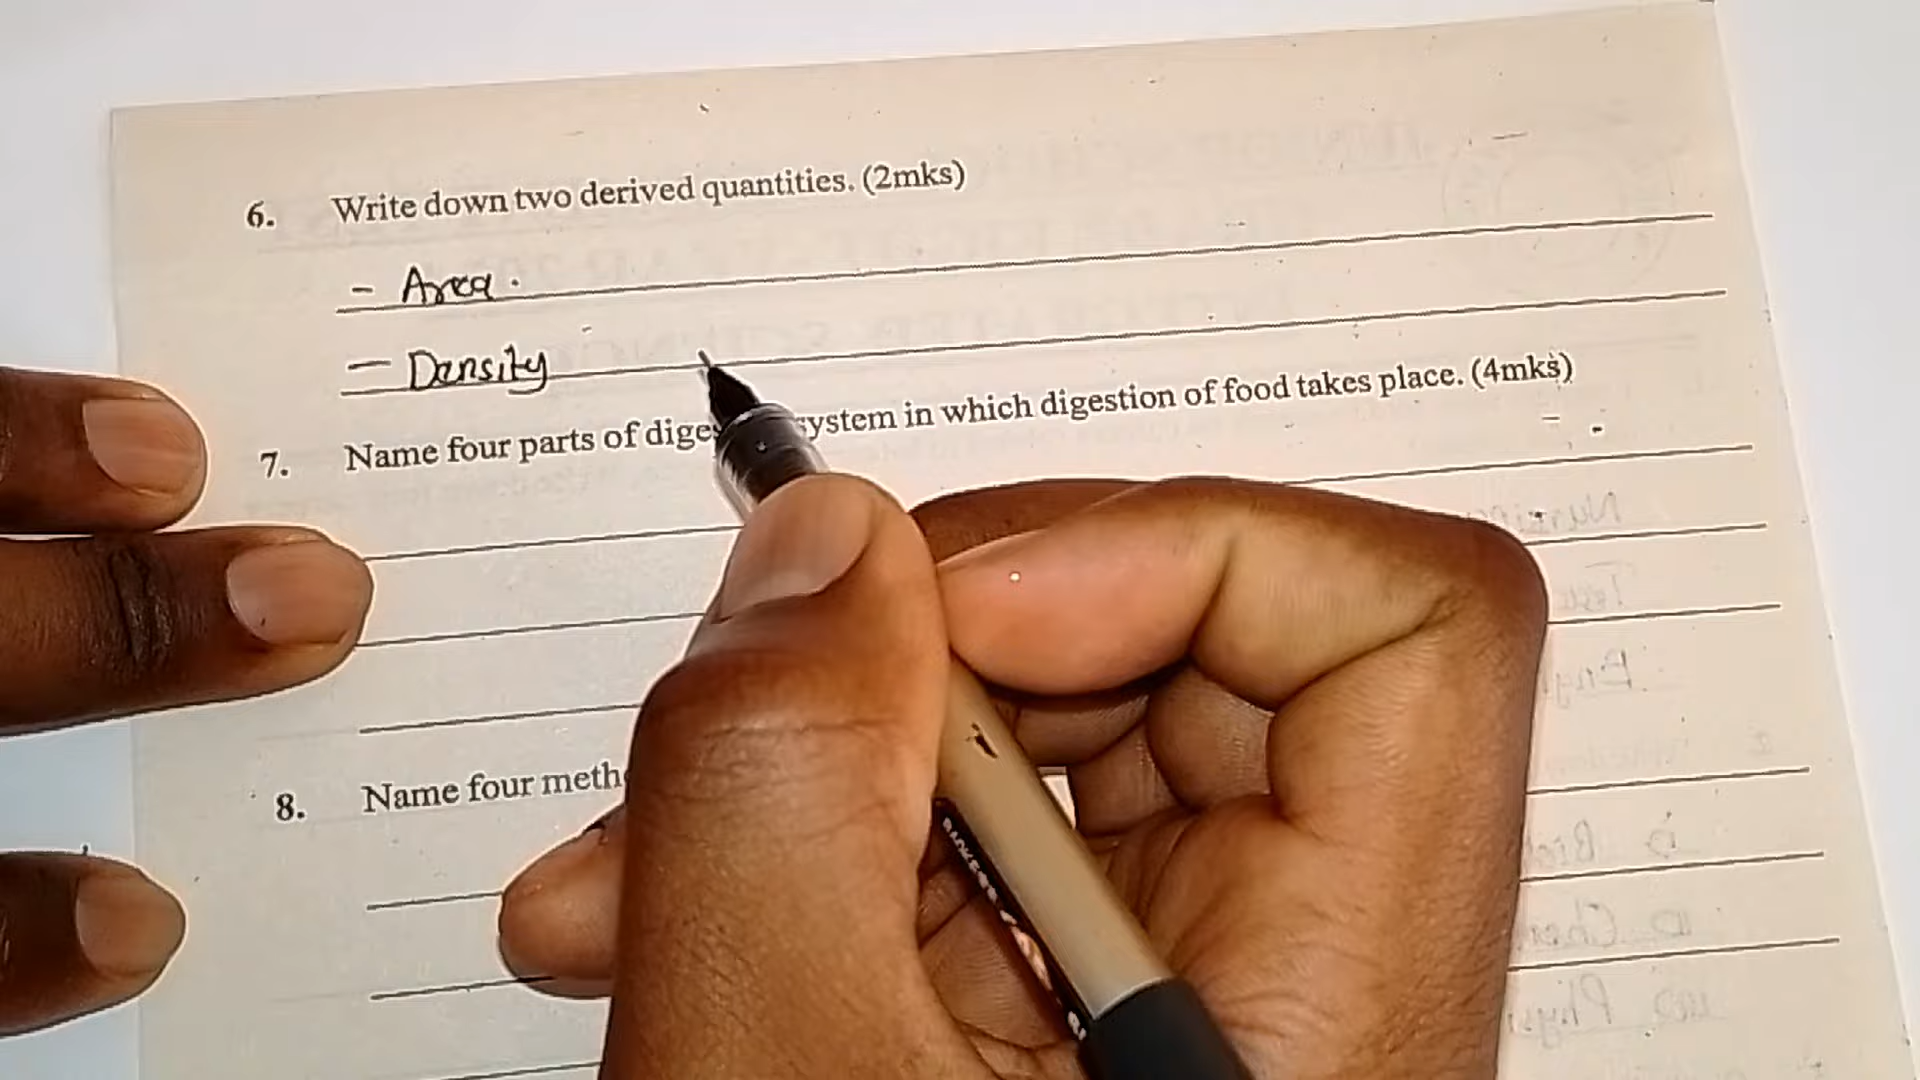 6. Write down two derived quantities. (2mks)
- Area.
- Density
7. Name four parts of diges system in which digestion of food takes place. (4mks)
8. Name four meth